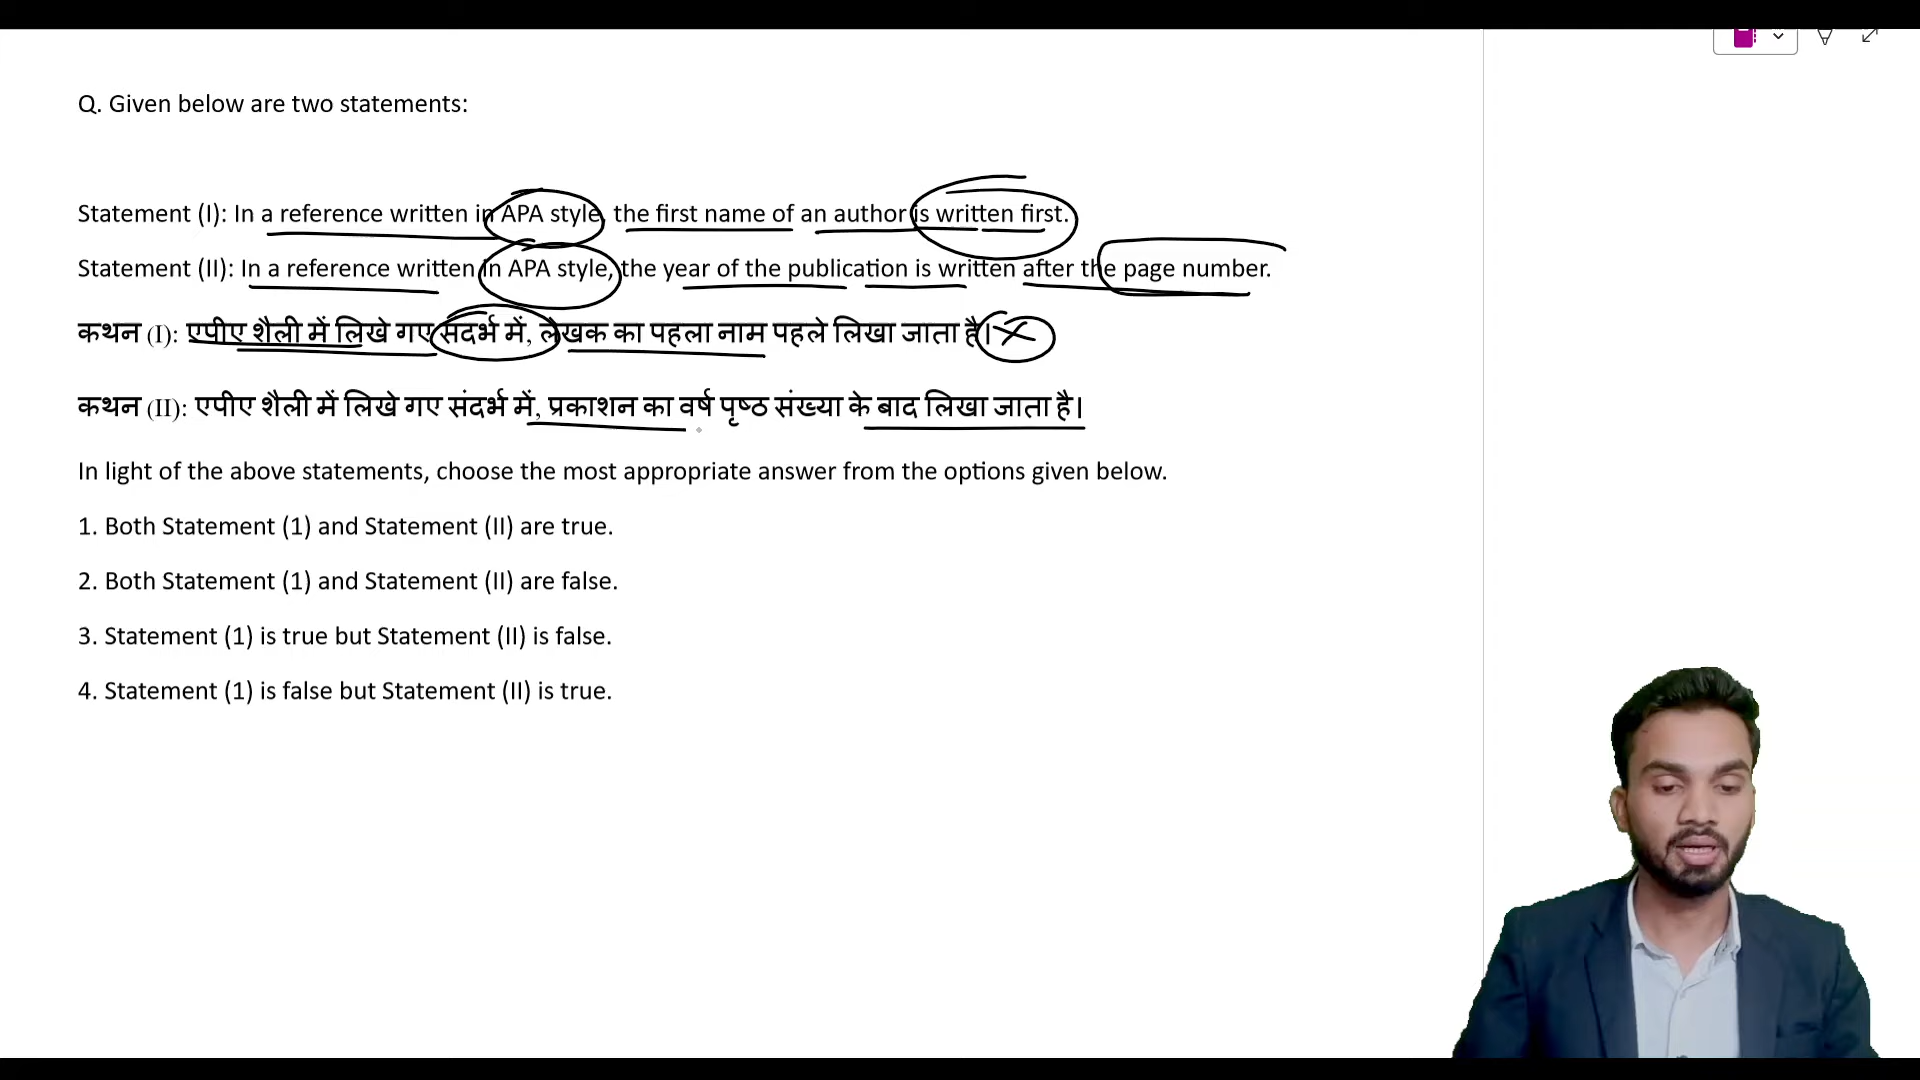 Q. Given below are two statements:
Statement (I): In a reference written in APA style, the first name of an author is written first.
Statement (II): In a reference written in APA style, the year of the publication is written after the page number.
कथन (I): एपीए शैली में लिखे गए संदर्भ में, लेखक का पहला नाम पहले लिखा जाता है।
कथन (II): एपीए शैली में लिखे गए संदर्भ में, प्रकाशन का वर्ष पृष्ठ संख्या के बाद लिखा जाता है।
In light of the above statements, choose the most appropriate answer from the options given below.
1. Both Statement (1) and Statement (II) are true.
2. Both Statement (1) and Statement (II) are false.
3. Statement (1) is true but Statement (II) is false.
4. Statement (1) is false but Statement (II) is true.